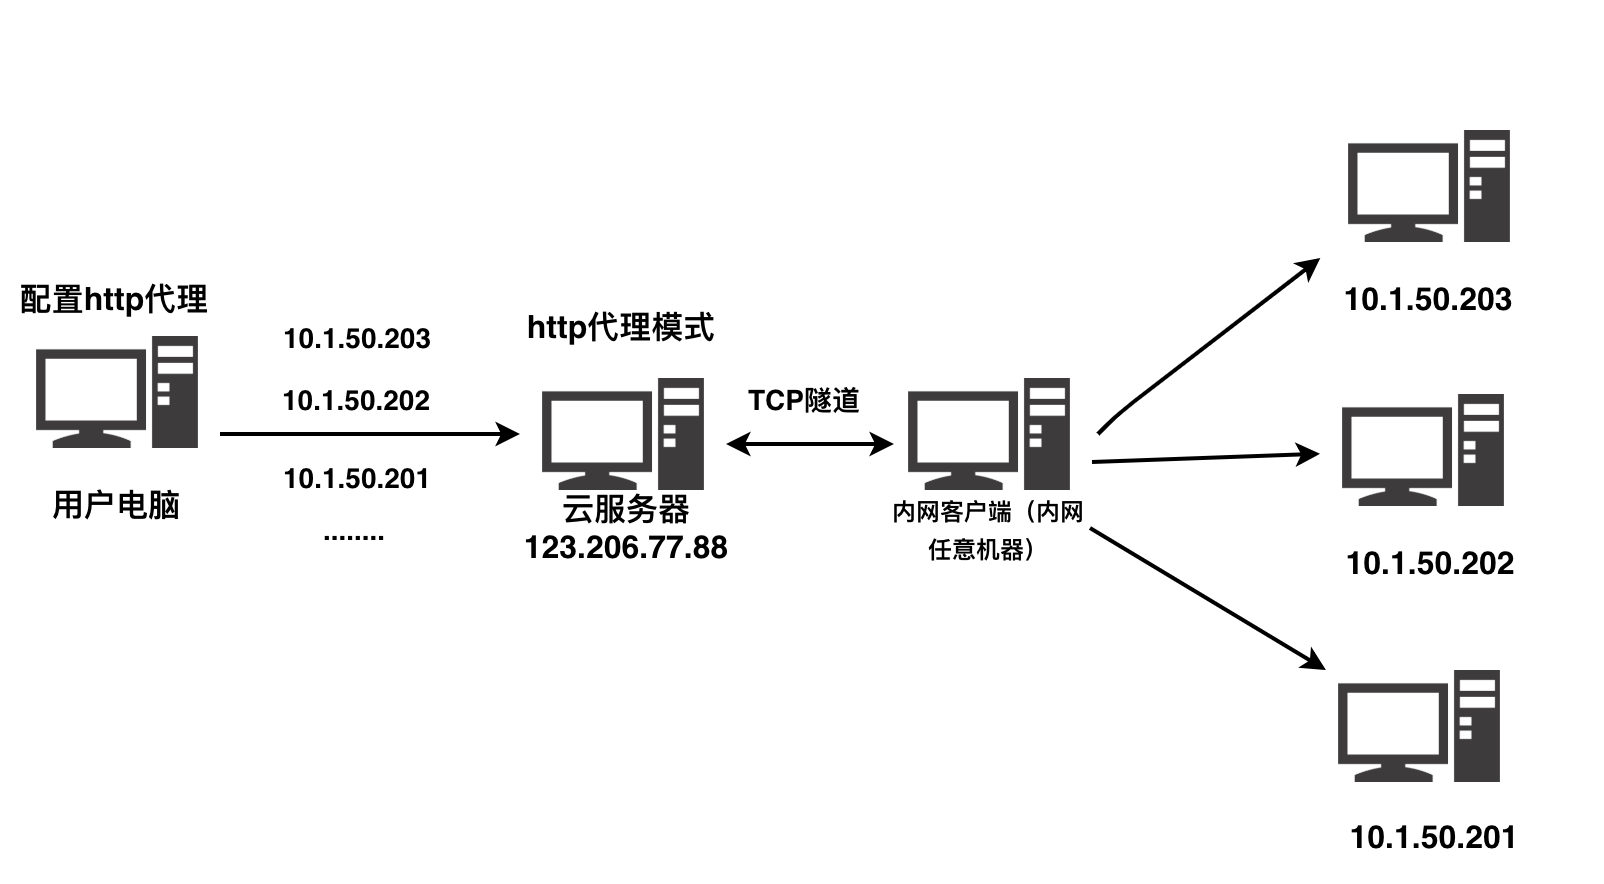 配置http代理
用户电脑
10.1.50.203
10.1.50.202
10.1.50.201
........
http代理模式
云服务器
123.206.77.88
TCP隧道
内网客户端（内网
任意机器）
10.1.50.203
10.1.50.202
10.1.50.201